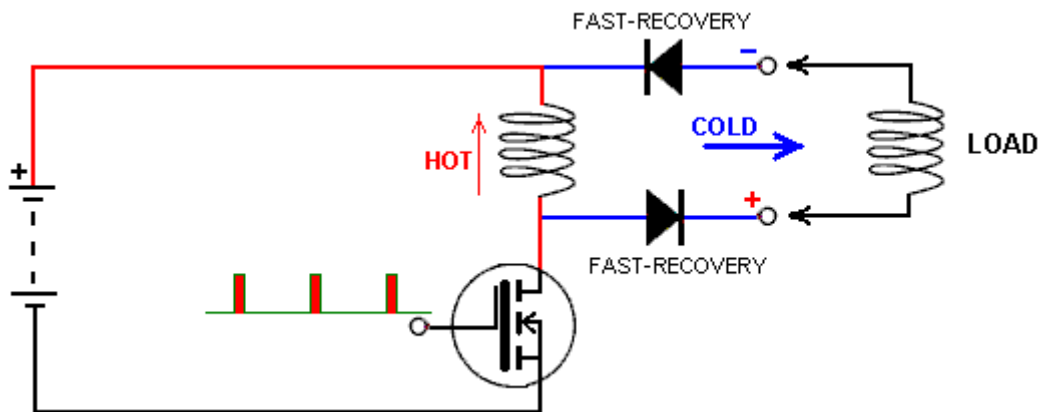 FAST-RECOVERY
−
COLD
HOT
LOAD
+
+
FAST-RECOVERY